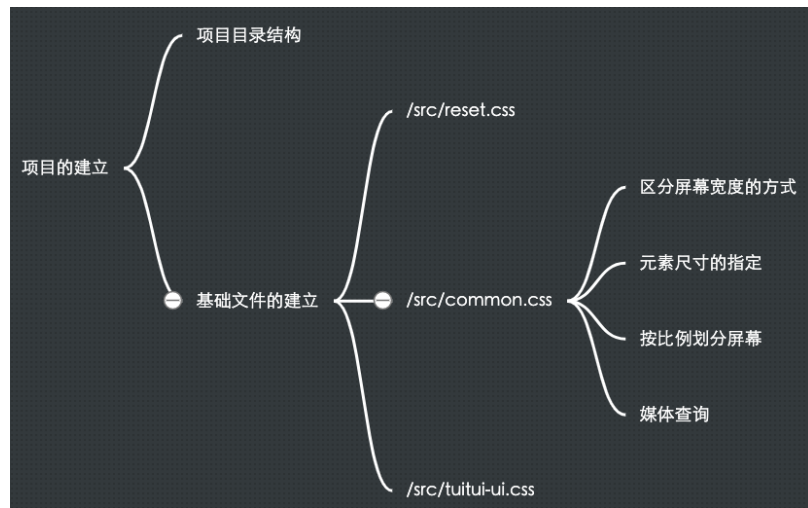 项目目录结构
/src/reset.css
项目的建立
区分屏幕宽度的方式
元素尺寸的指定
基础文件的建立
/src/common.css
按比例划分屏幕
媒体查询
/src/tuitui-ui.css